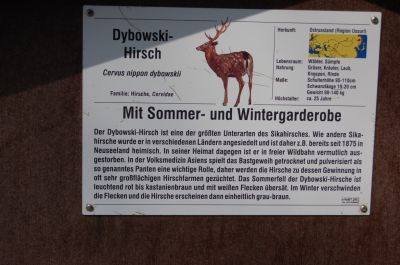 Dybowski-
Hirsch
Cervus nippon dybowskii
Familie: Hirsche, Cervidae
Herkunft: Ostrussland (Region Ussuri)
Lebensraum: Wälder, Sümpfe
Nahrung: Gräser, Kräuter, Laub,
Knospen, Rinde
Maße: Schulterhöhe 85-110cm
Schwanzlänge 15-20 cm
Gewicht 90-140 kg
Höchstalter: ca. 25 Jahre
Mit Sommer- und Wintergarderobe
Der Dybowski-Hirsch ist eine der größten Unterarten des Sikahirsches. Wie andere Sika-
hirsche wurde er in verschiedenen Ländern angesiedelt und ist daher z.B. bereits seit 1875 in
Neuseeland heimisch. In seiner Heimat dagegen ist er in freier Wildbahn vermutlich aus-
gestorben. In der Volksmedizin Asiens spielt das Bastgeweih getrocknet und pulverisiert als
so genanntes Panten eine wichtige Rolle, daher werden die Hirsche zu dessen Gewinnung in
oft sehr großflächigen Hirschfarmen gezüchtet. Das Sommerfell der Dybowski-Hirsche ist
leuchtend rot bis kastanienbraun und mit weißen Flecken übersät. Im Winter verschwinden
die Flecken und die Hirsche erscheinen dann einheitlich grau-braun.